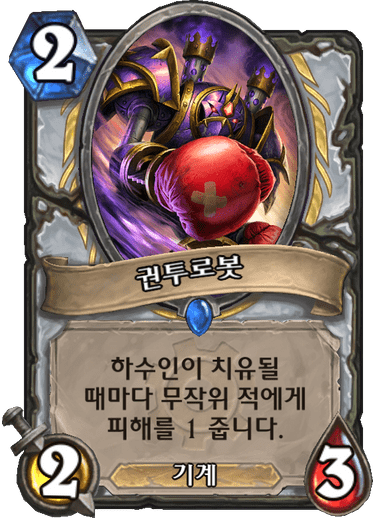 2
권투로봇
하수인이 치유될
때마다 무작위 적에게
피해를 1 줍니다.
2
기계
3